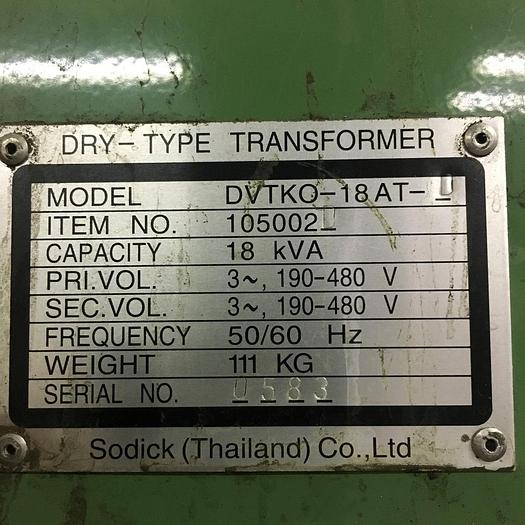 DRY-TYPE TRANSFORMER
MODEL DVTKO-18AT-U
ITEM NO. 105002
CAPACITY 18 kVA
PRI.VOL. 3~, 190-480 V
SEC.VOL. 3~, 190-480 V
FREQUENCY 50/60 Hz
WEIGHT 111 KG
SERIAL NO. 0583
Sodick (Thailand) Co.,Ltd